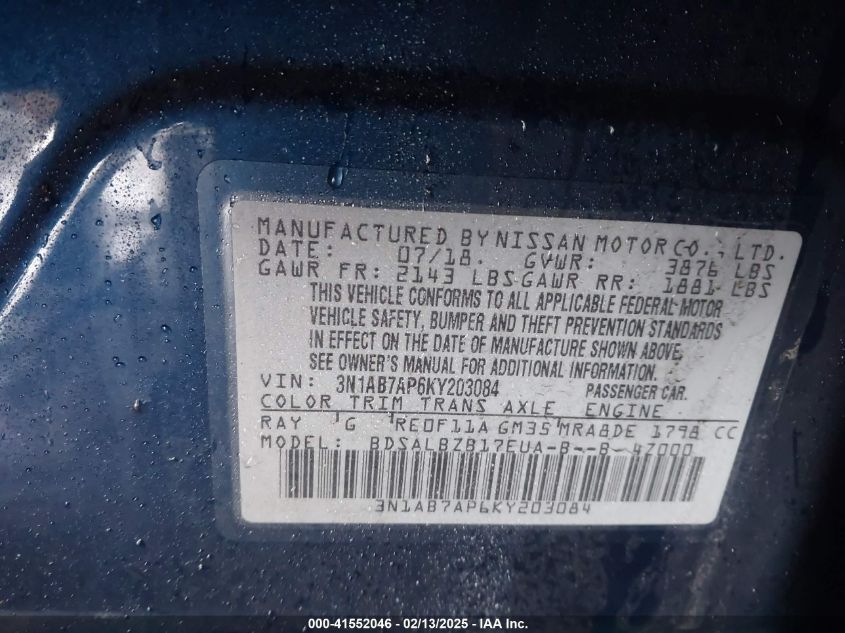 MANUFACTURED BY NISSAN MOTOR CO., LTD.
DATE: 07/18. GVWR: 3876 LBS
GAWR FR: 2143 LBS GAWR RR: 1881 LBS
THIS VEHICLE CONFORMS TO ALL APPLICABLE FEDERAL MOTOR
VEHICLE SAFETY, BUMPER AND THEFT PREVENTION STANDARDS
IN EFFECT ON THE DATE OF MANUFACTURE SHOWN ABOVE.
SEE OWNER'S MANUAL FOR ADDITIONAL INFORMATION.
VIN: 3N1AB7AP6KY203084 PASSENGER CAR.
COLOR TRIM TRANS AXLE ENGINE
RAY 'G 'RE0F11A'GM35'MRA8DE 1798 CC
MODEL: BDSALBZB17EUA-B--B-4Z000
3N1AB7AP6KY203084
000-41552046 - 02/13/2025 - IAA Inc.